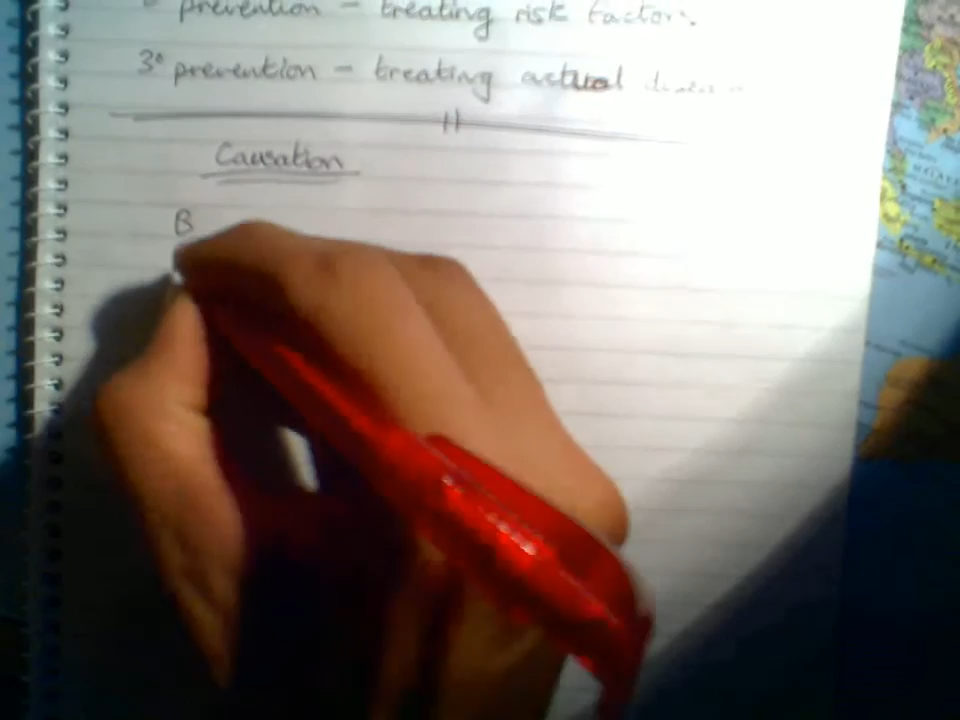 prevention - treating risk factors.
3° prevention - treating actual
Causation
B